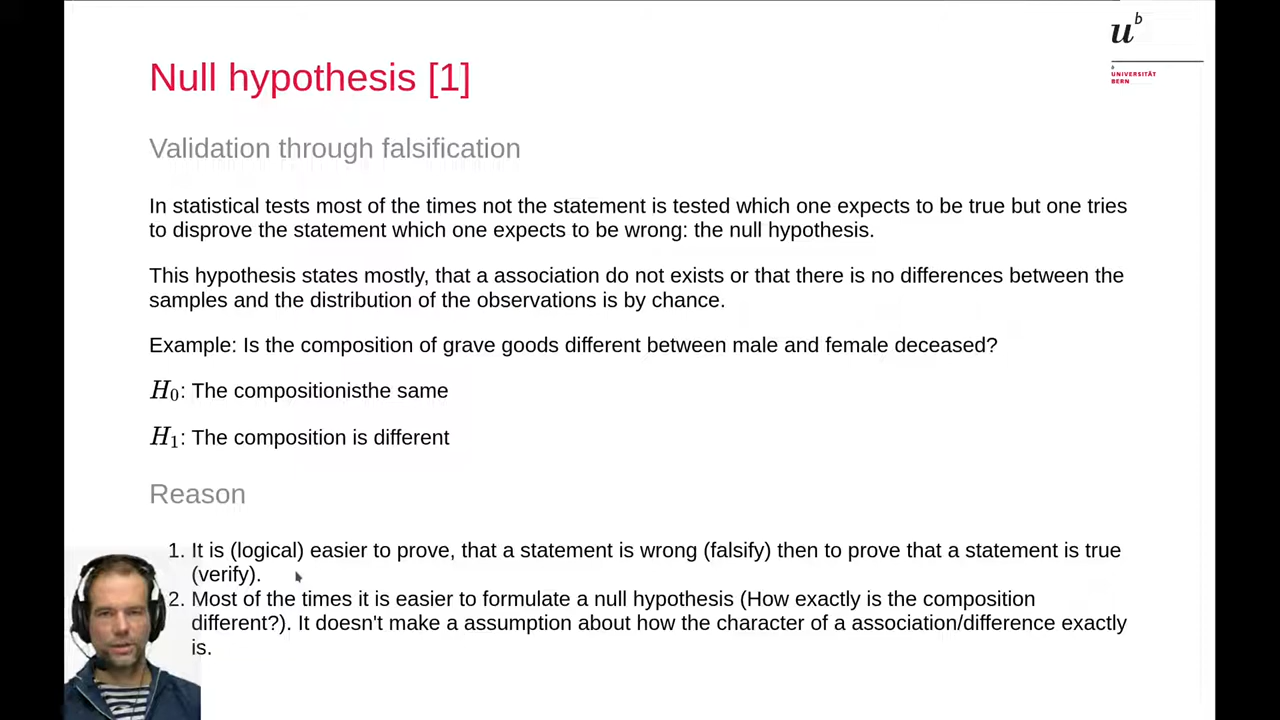 u^b
b
UNIVERSITÄT
BERN
Null hypothesis [1]
Validation through falsification
In statistical tests most of the times not the statement is tested which one expects to be true but one tries
to disprove the statement which one expects to be wrong: the null hypothesis.
This hypothesis states mostly, that a association do not exists or that there is no differences between the
samples and the distribution of the observations is by chance.
Example: Is the composition of grave goods different between male and female deceased?
H₀: The compositionisthe same
H₁: The composition is different
Reason
1. It is (logical) easier to prove, that a statement is wrong (falsify) then to prove that a statement is true
(verify).
2. Most of the times it is easier to formulate a null hypothesis (How exactly is the composition
different?). It doesn't make a assumption about how the character of a association/difference exactly
is.